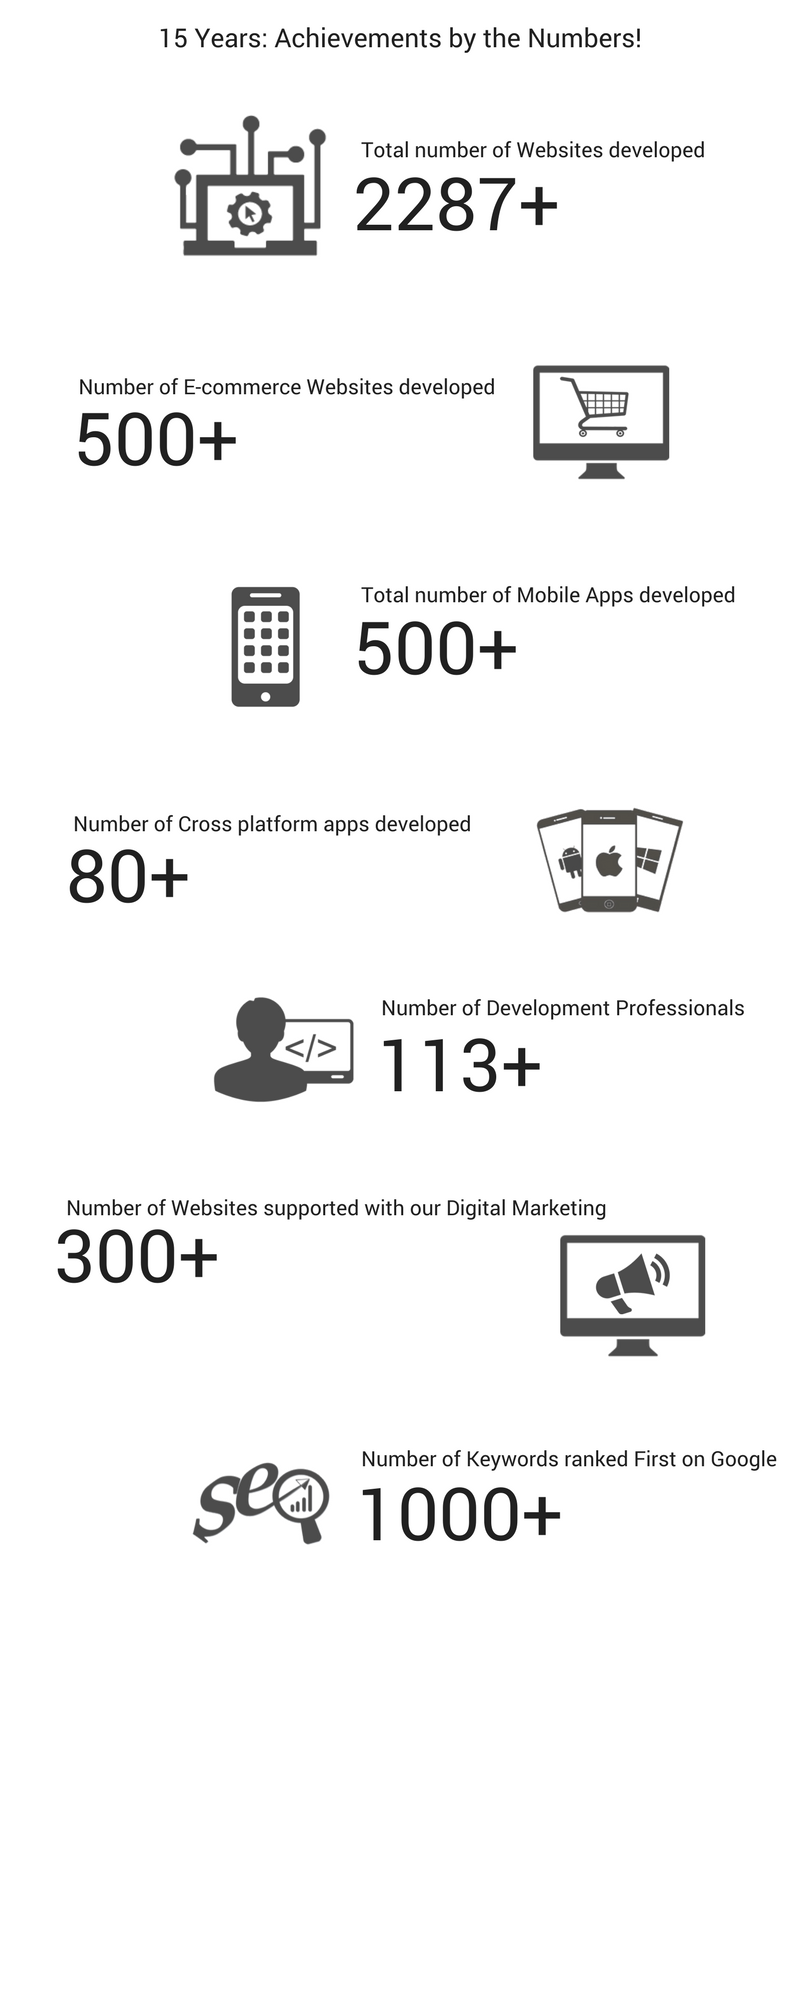 15 Years: Achievements by the Numbers!
Total number of Websites developed
2287+
Number of E-commerce Websites developed
500+
Total number of Mobile Apps developed
500+
Number of Cross platform apps developed
80+
</>
Number of Development Professionals
113+
Number of Websites supported with our Digital Marketing
300+
seo
Number of Keywords ranked First on Google
1000+